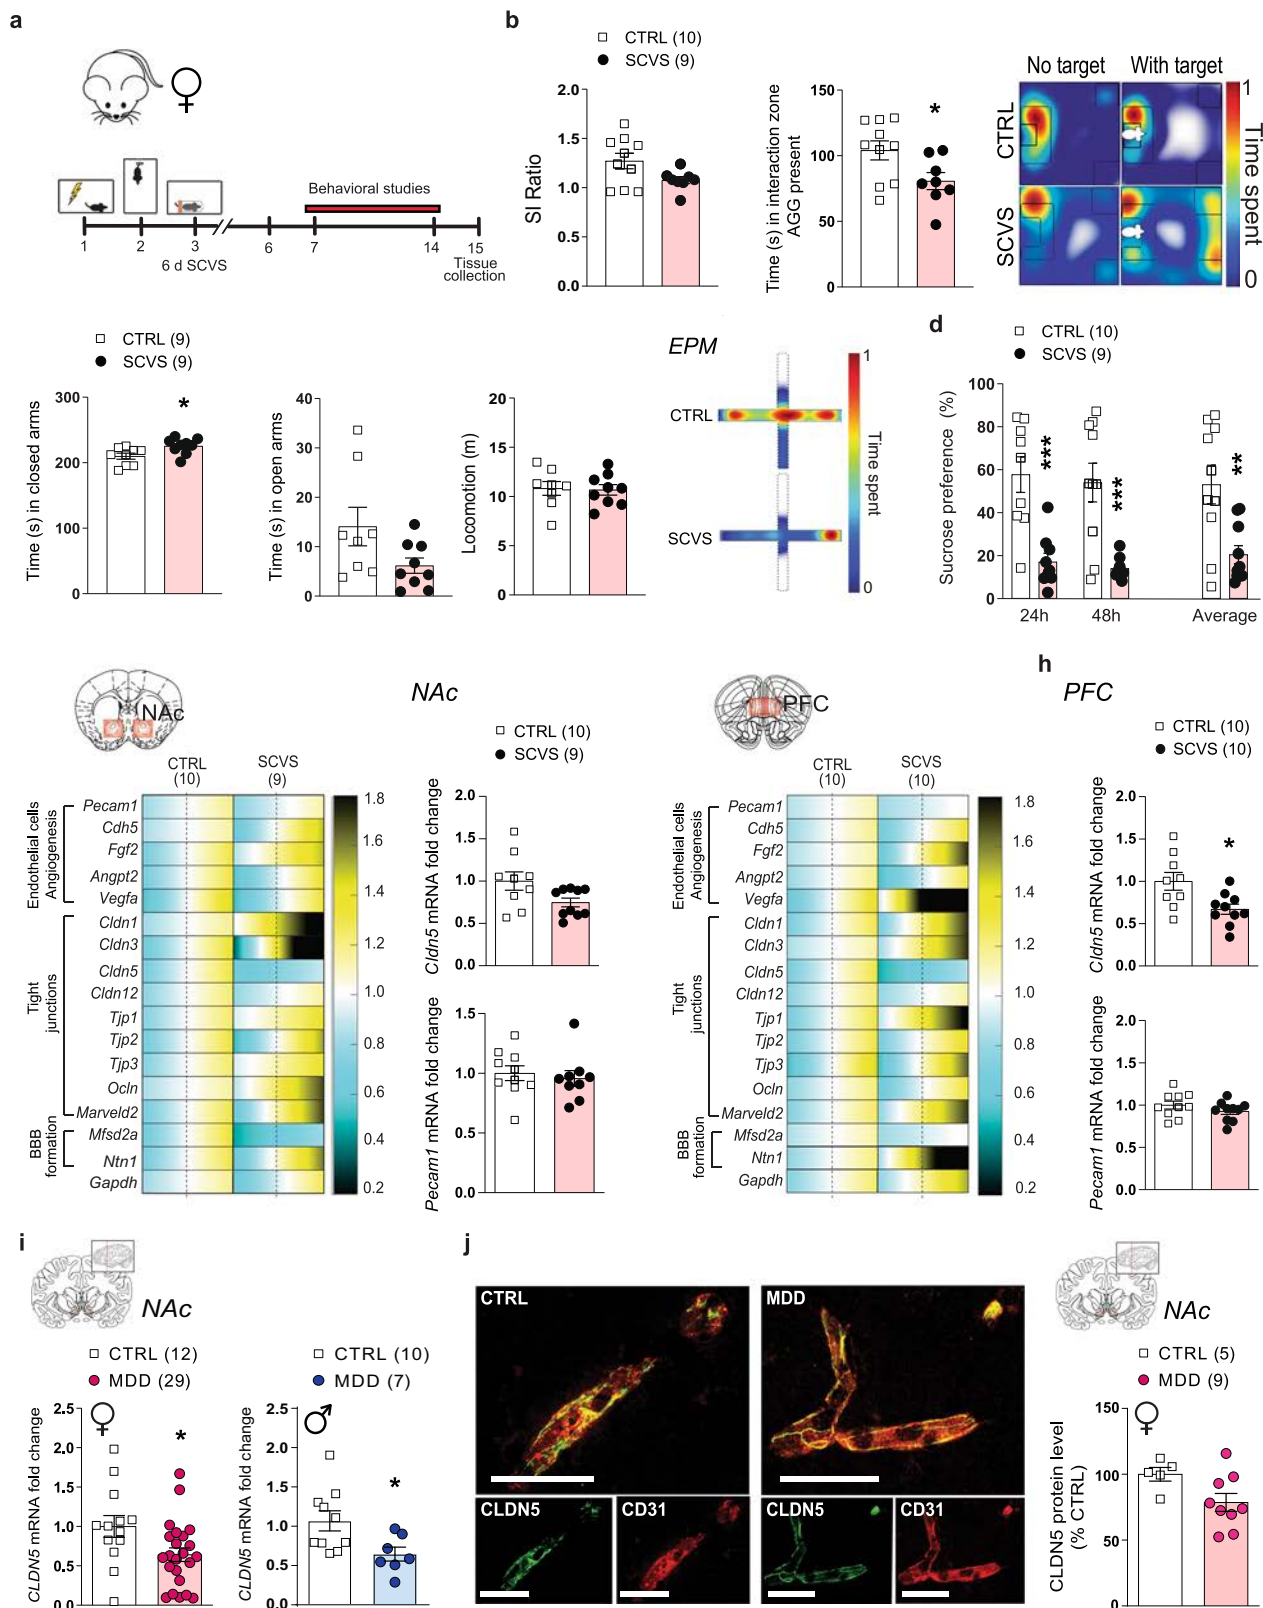 a
1
2
3
6
7
14
15
6 d SCVS
Behavioral studies
Tissue
collection
b
CTRL (10)
SCVS (9)
SI Ratio
2.0
1.5
1.0
0.5
0.0
Time (s) in interaction zone
AGG present
150
100
50
0
*
No target
With target
CTRL
SCVS
1
Time spent
0
CTRL (9)
SCVS (9)
Time (s) in closed arms
300
200
100
0
*
Time (s) in open arms
40
30
20
10
0
Locomotion (m)
20
15
10
5
0
EPM
CTRL
SCVS
1
Time spent
0
d
CTRL (10)
SCVS (9)
Sucrose preference (%)
100
80
60
40
20
0
***
***
**
24h
48h
Average
NAc
NAc
CTRL
(10)
SCVS
(9)
Endothelial cells
Angiogenesis
Tight
junctions
BBB
formation
Pecam1
Cdh5
Fgf2
Angpt2
Vegfa
Cldn1
Cldn3
Cldn5
Cldn12
Tjp1
Tjp2
Tjp3
Ocln
Marveld2
Mfsd2a
Ntn1
Gapdh
1.8
1.6
1.4
1.2
1.0
0.8
0.6
0.4
0.2
CTRL (10)
SCVS (9)
Cldn5 mRNA fold change
2.0
1.5
1.0
0.5
0.0
Pecam1 mRNA fold change
1.5
1.0
0.5
0.0
PFC
CTRL
(10)
SCVS
(10)
Endothelial cells
Angiogenesis
Tight
junctions
BBB
formation
Pecam1
Cdh5
Fgf2
Angpt2
Vegfa
Cldn1
Cldn3
Cldn5
Cldn12
Tjp1
Tjp2
Tjp3
Ocln
Marveld2
Mfsd2a
Ntn1
Gapdh
1.8
1.6
1.4
1.2
1.0
0.8
0.6
0.4
0.2
h
PFC
CTRL (10)
SCVS (10)
Cldn5 mRNA fold change
2.0
1.5
1.0
0.5
0.0
*
Pecam1 mRNA fold change
2.0
1.5
1.0
0.5
0.0
i
NAc
CTRL (12)
MDD (29)
CLDN5 mRNA fold change
2.5
2.0
1.5
1.0
0.5
0.0
♀
*
CTRL (10)
MDD (7)
CLDN5 mRNA fold change
2.5
2.0
1.5
1.0
0.5
0.0
♂
*
j
CTRL
MDD
CLDN5
CD31
CLDN5
CD31
NAc
CTRL (5)
MDD (9)
CLDN5 protein level
(% CTRL)
150
100
50
0
♀